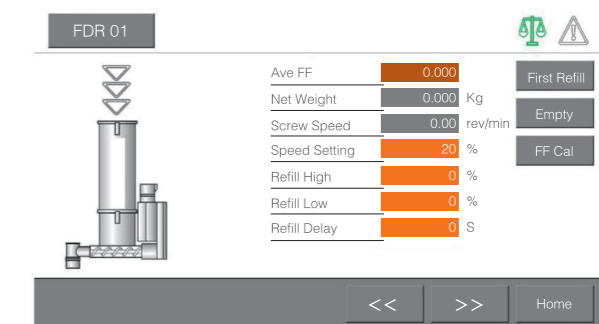 FDR 01
Ave FF 0.000 First Refill
Net Weight 0.000 Kg
Screw Speed 0.00 rev/min Empty
Speed Setting 20 % FF Cal
Refill High 0 %
Refill Low 0 %
Refill Delay 0 S
<< >> Home